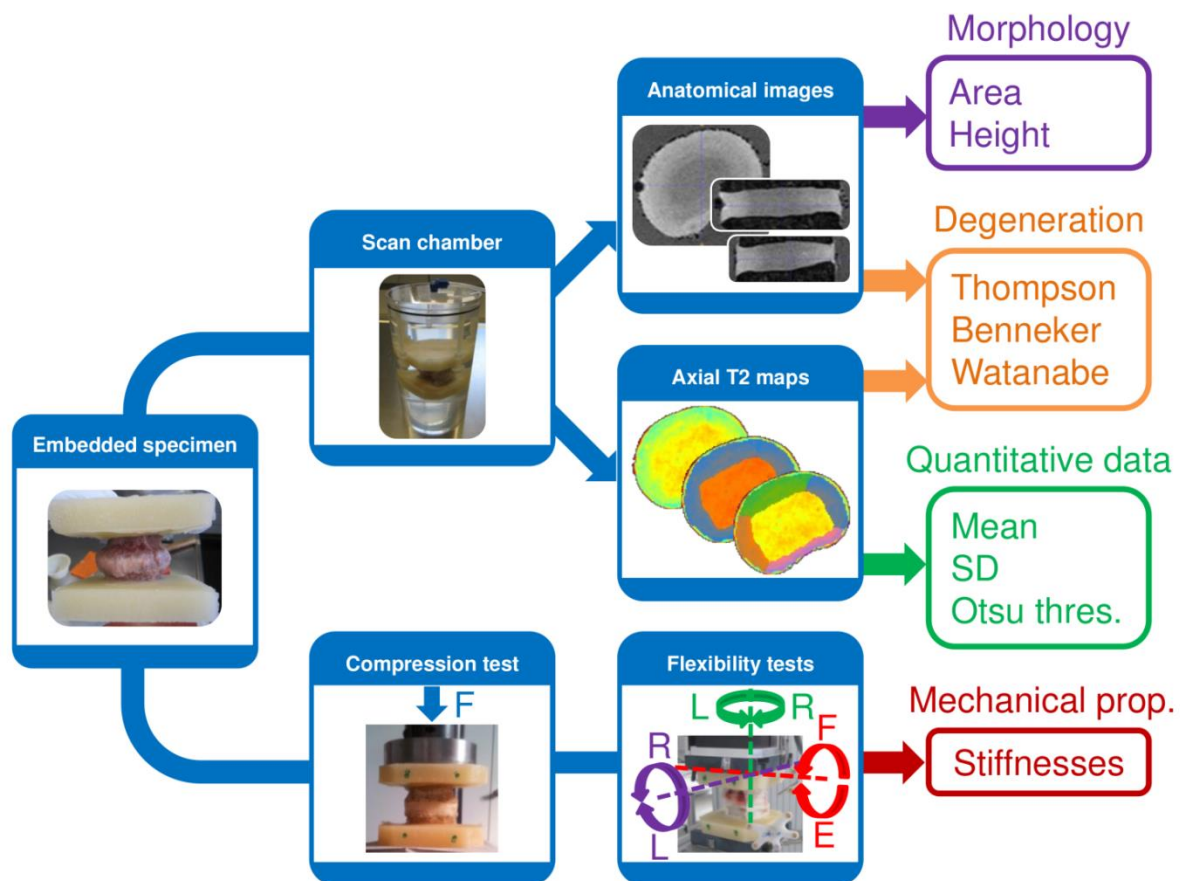 Morphology
Area
Height
Anatomical images
Degeneration
Thompson
Benneker
Watanabe
Scan chamber
Axial T2 maps
Embedded specimen
Quantitative data
Mean
SD
Otsu thres.
Compression test
F
Flexibility tests
L R
R F
L E
Mechanical prop.
Stiffnesses